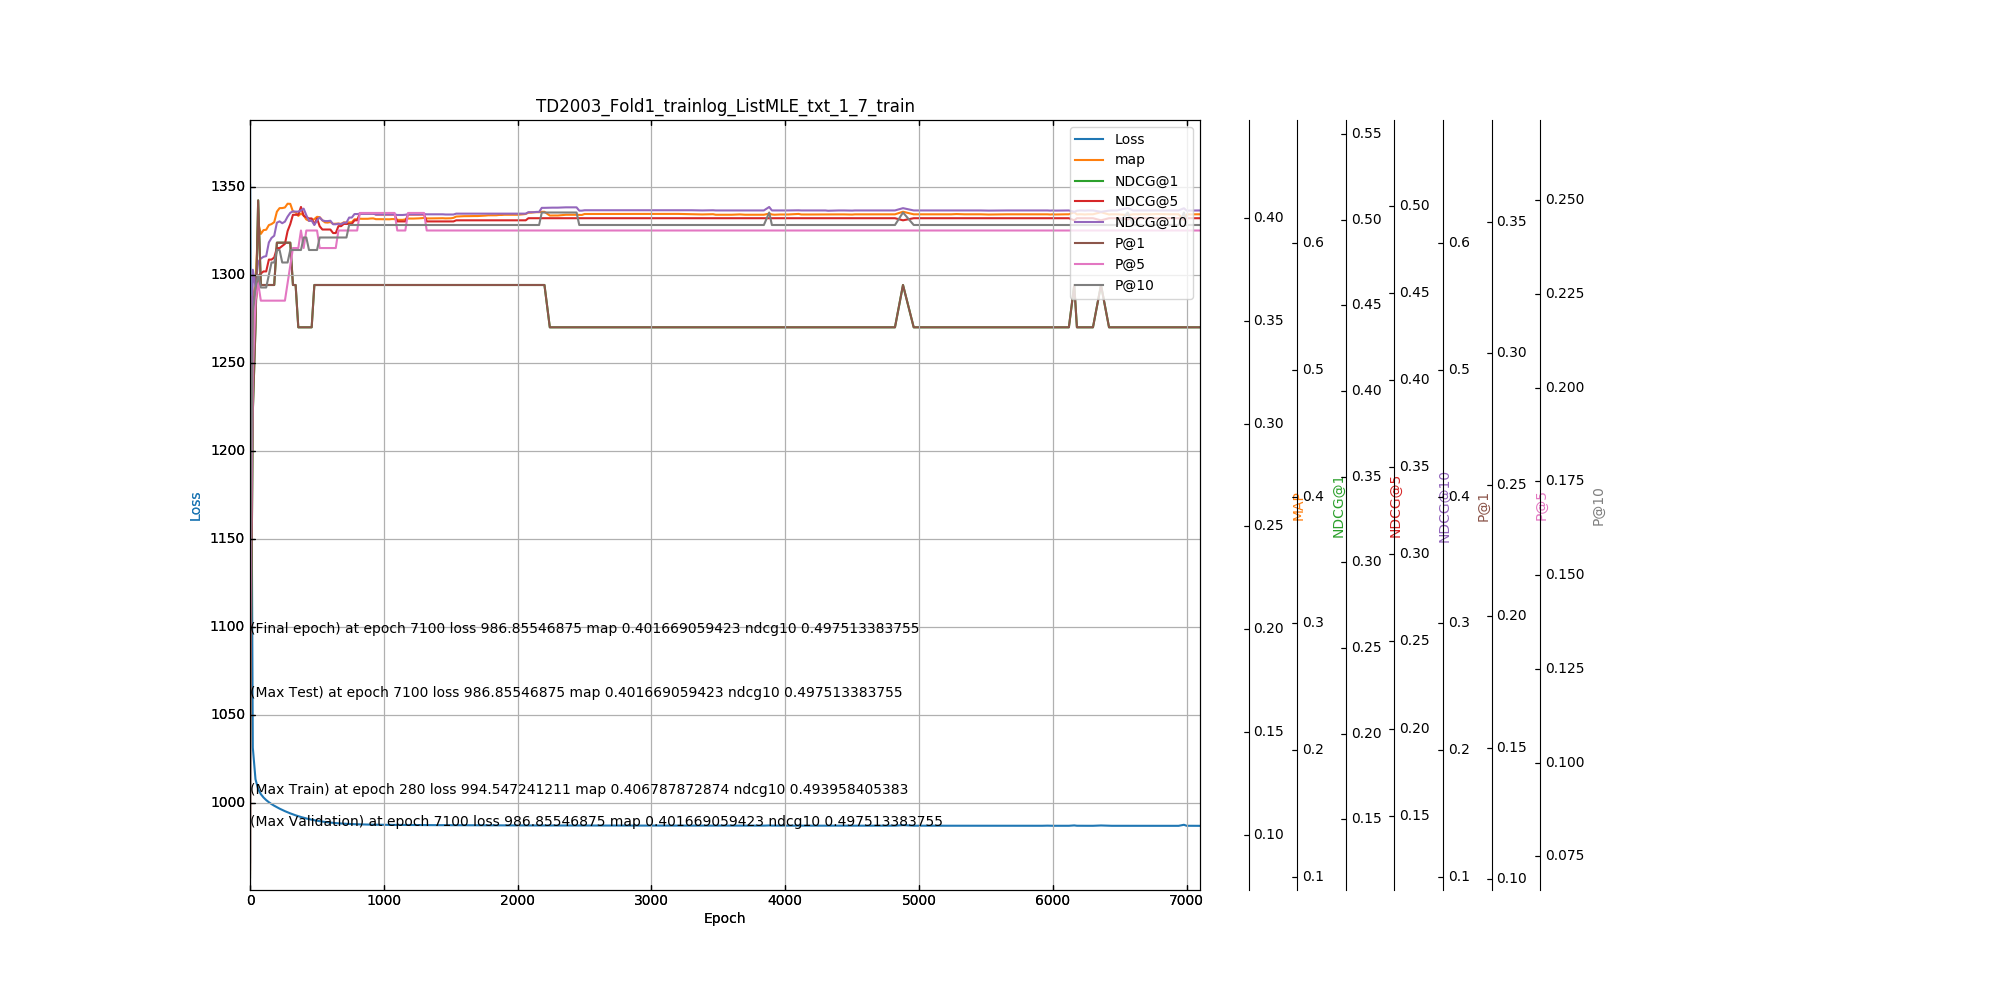 TD2003_Fold1_trainlog_ListMLE_txt_1_7_train
Loss
map
NDCG@1
NDCG@5
NDCG@10
P@1
P@5
P@10
1350
1300
1250
1200
1150
1100
1050
1000
Loss
(Final epoch) at epoch 7100 loss 986.85546875 map 0.401669059423 ndcg10 0.497513383755
(Max Test) at epoch 7100 loss 986.85546875 map 0.401669059423 ndcg10 0.497513383755
(Max Train) at epoch 280 loss 994.547241211 map 0.406787872874 ndcg10 0.493958405383
(Max Validation) at epoch 7100 loss 986.85546875 map 0.401669059423 ndcg10 0.497513383755
0 1000 2000 3000 4000 5000 6000 7000
Epoch
0.40
0.35
0.30
0.25
0.20
0.15
0.10
MAP
0.6
0.5
0.4
0.3
0.2
0.1
NDCG@1
0.55
0.50
0.45
0.40
0.35
0.30
0.25
0.20
0.15
NDCG@5
0.50
0.45
0.40
0.35
0.30
0.25
0.20
0.15
NDCG@10
0.6
0.5
0.4
0.3
0.2
0.1
P@1
0.35
0.30
0.25
0.20
0.15
0.10
P@5
0.250
0.225
0.200
0.175
0.150
0.125
0.100
0.075
P@10